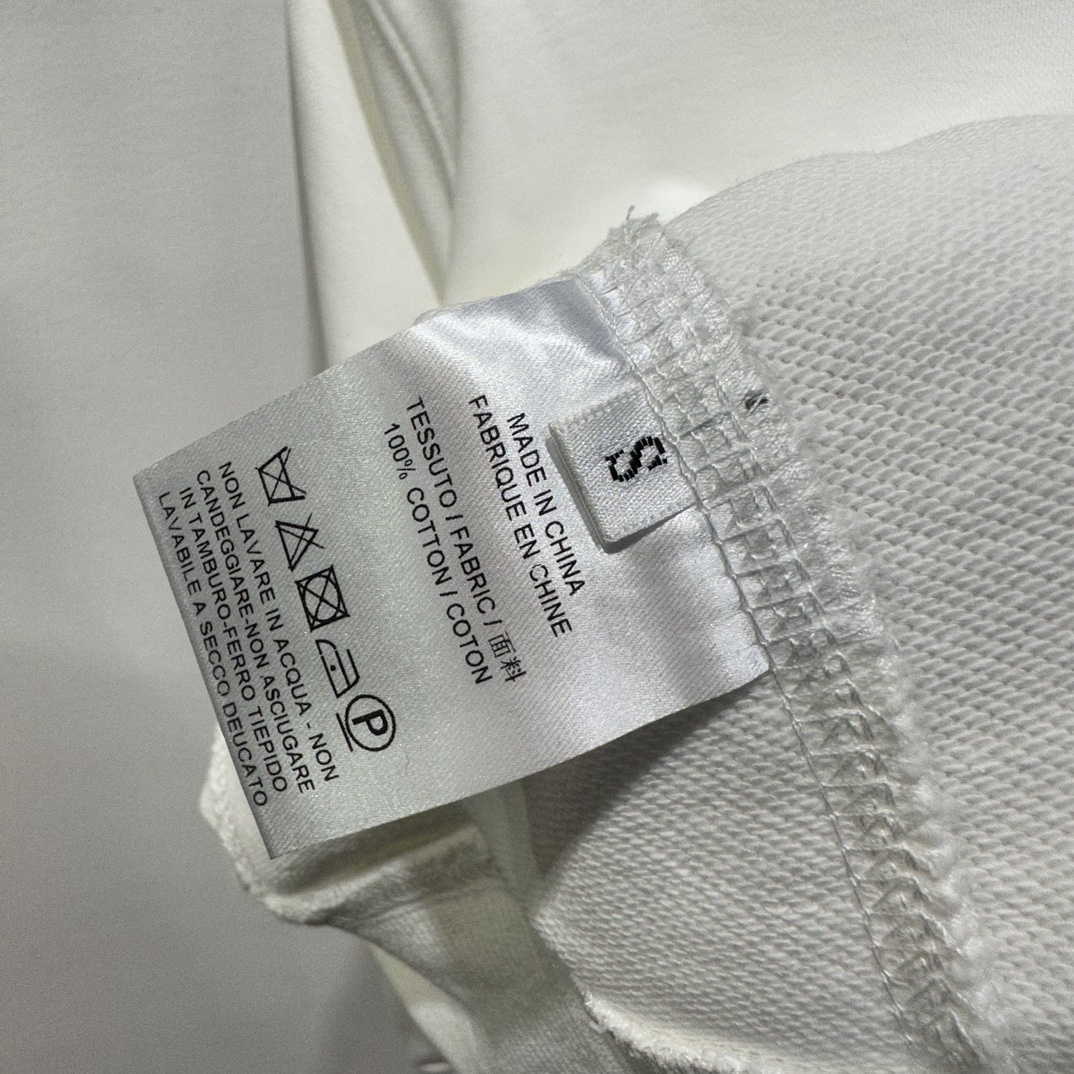 S
MADE IN CHINA
FABRIQUE EN CHINE
TESSUTO / FABRIC / 面料
100% COTTON / COTON
P
NON LAVARE IN ACQUA - NON
CANDEGGIARE-NON ASCIUGARE
IN TAMBURO-FERRO TIEPIDO
LAVABILE A SECCO DEUCATO